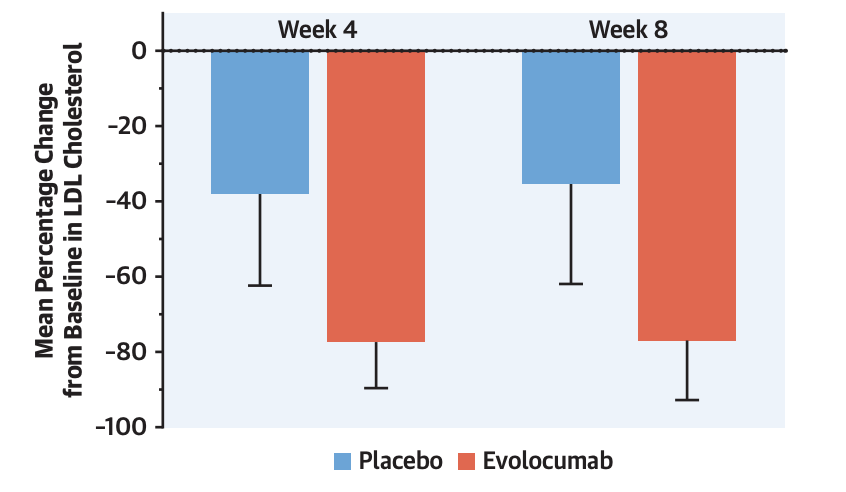 Week 4
Week 8
Mean Percentage Change
from Baseline in LDL Cholesterol
0
–20
–40
–60
–80
–100
Placebo
Evolocumab